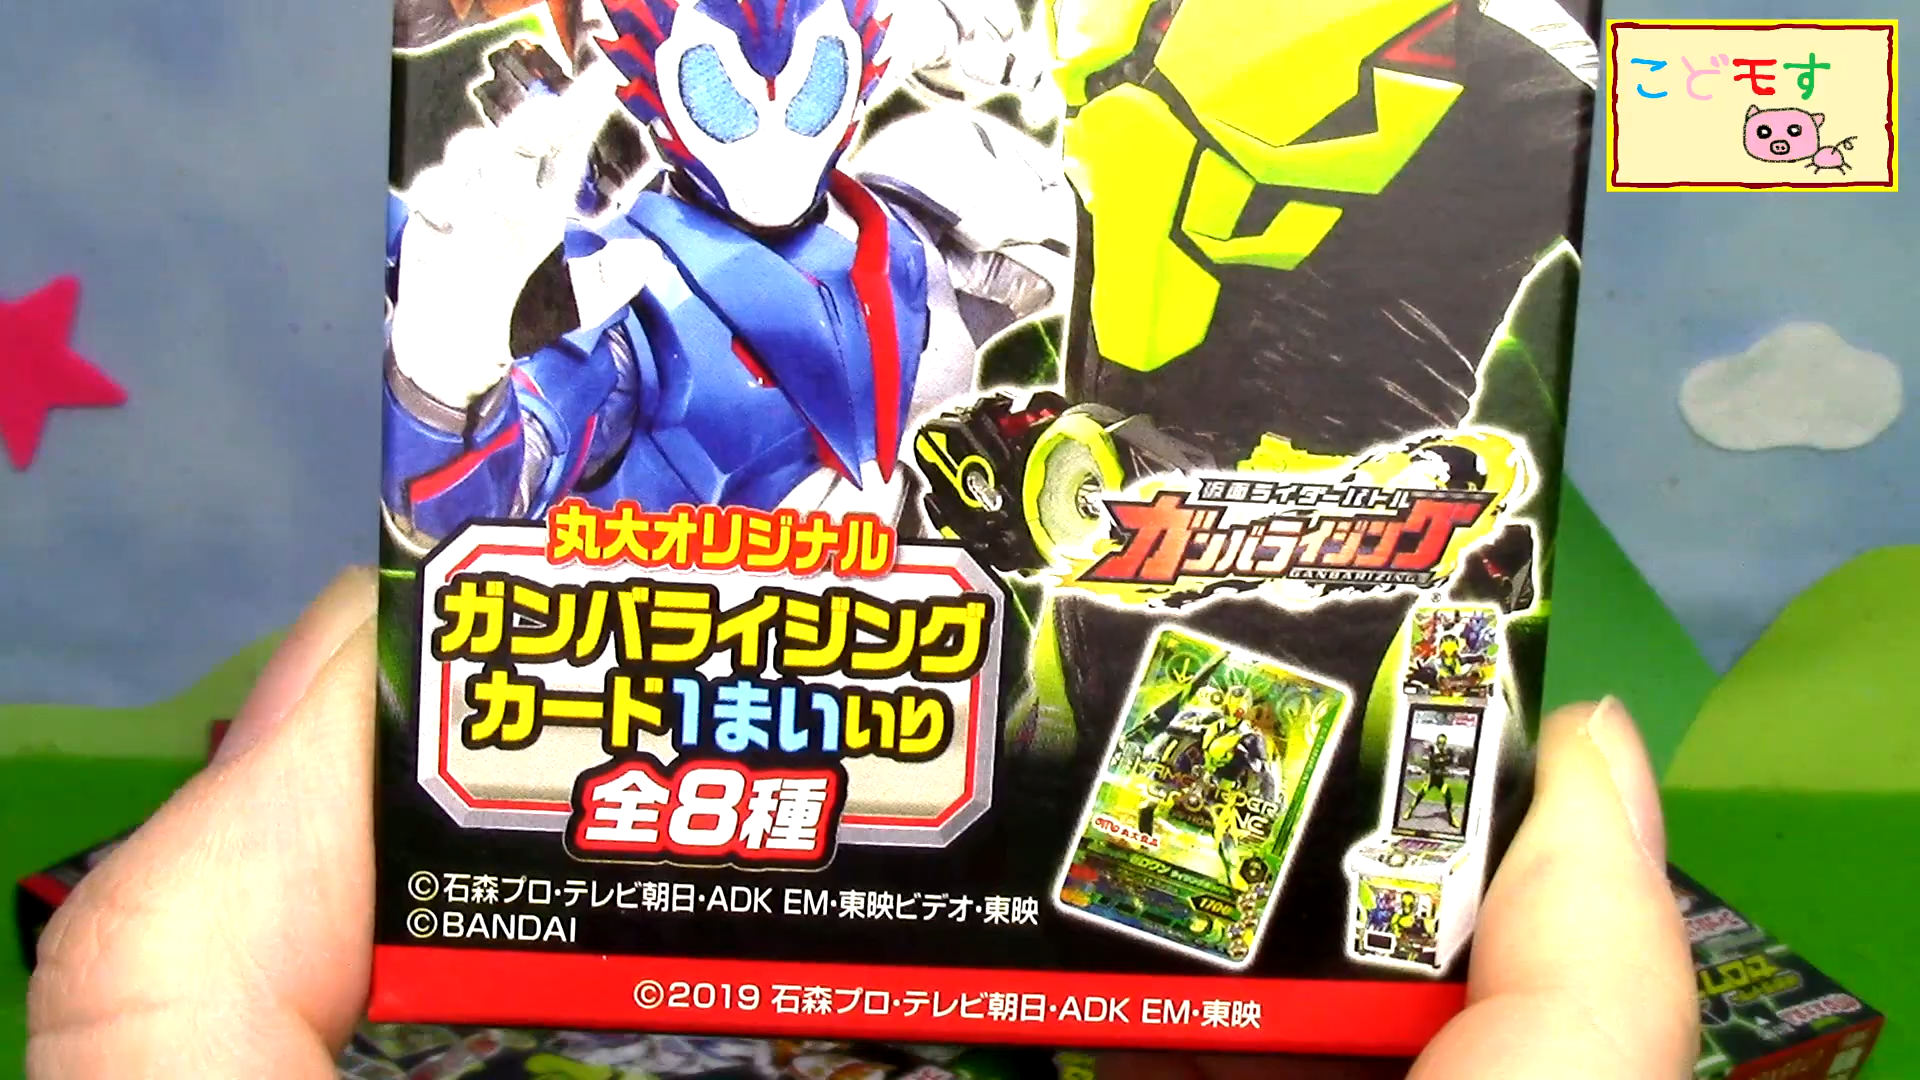 こどモす
仮面ライダーバトル
ガンバライジング
GANBARIZING
丸大オリジナル
ガンバライジング
カード1まいいり
全8種
©石森プロ・テレビ朝日・ADK EM・東映ビデオ・東映
©BANDAI
©2019 石森プロ・テレビ朝日・ADK EM・東映